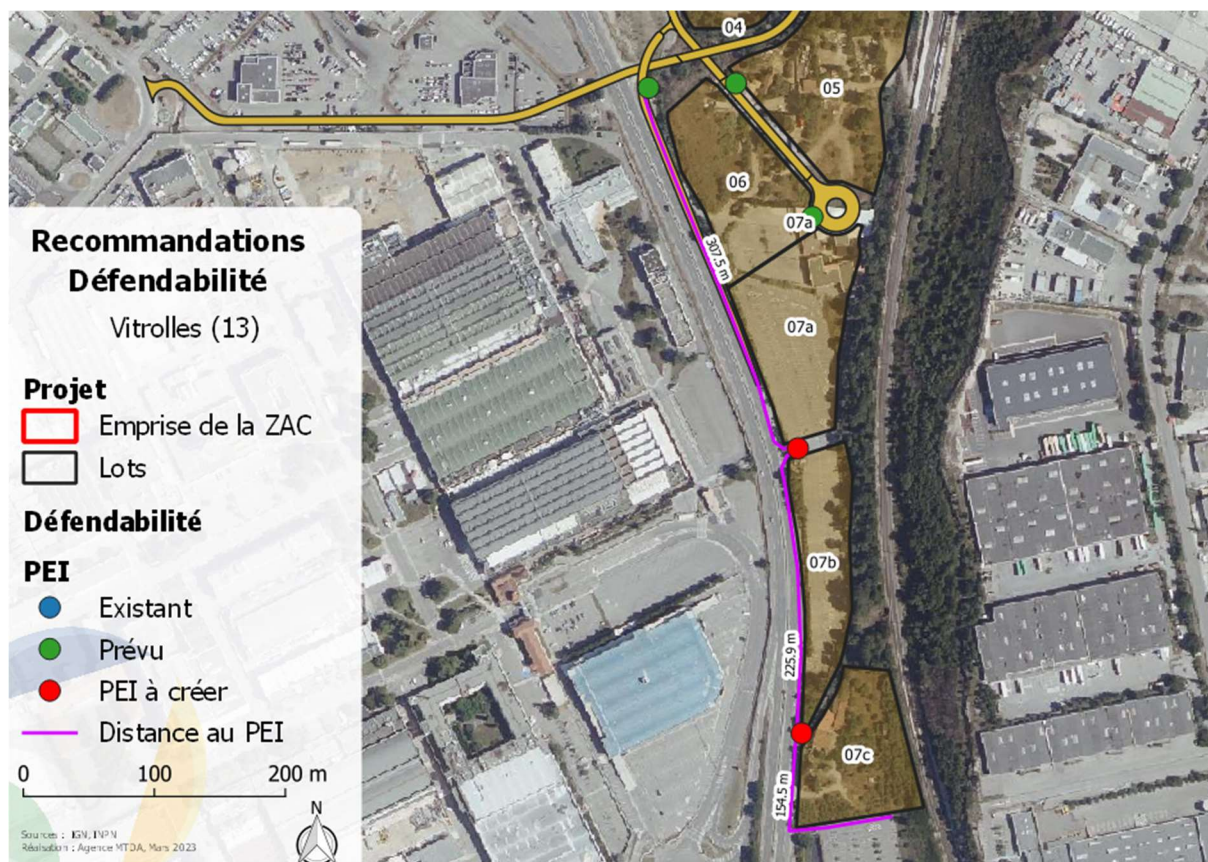 Recommandations
Défendabilité
Vitrolles (13)
Projet
Emprise de la ZAC
Lots
Défendabilité
PEI
Existant
Prévu
PEI à créer
Distance au PEI
0 100 200 m
N
Sources : IGN, INPN
Réalisation : Agence MTDA, Mars 2023
04
05
06
07a
307.5 m
07a
07b
225.9 m
07c
154.5 m